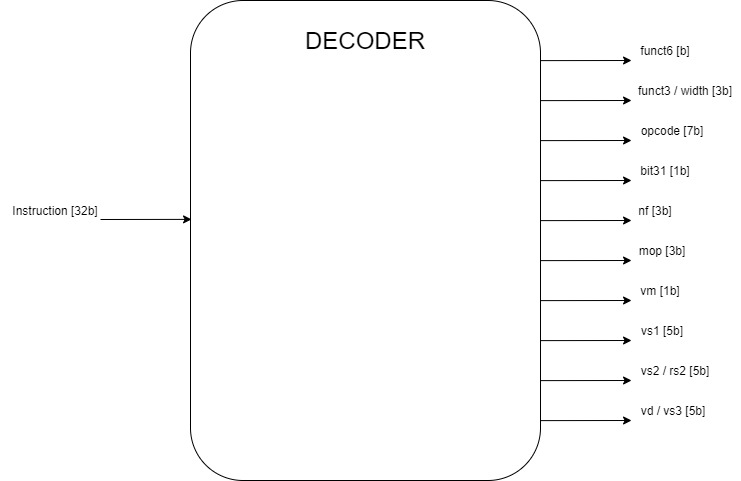 DECODER
funct6 [b]
funct3 / width [3b]
opcode [7b]
bit31 [1b]
Instruction [32b]
nf [3b]
mop [3b]
vm [1b]
vs1 [5b]
vs2 / rs2 [5b]
vd / vs3 [5b]